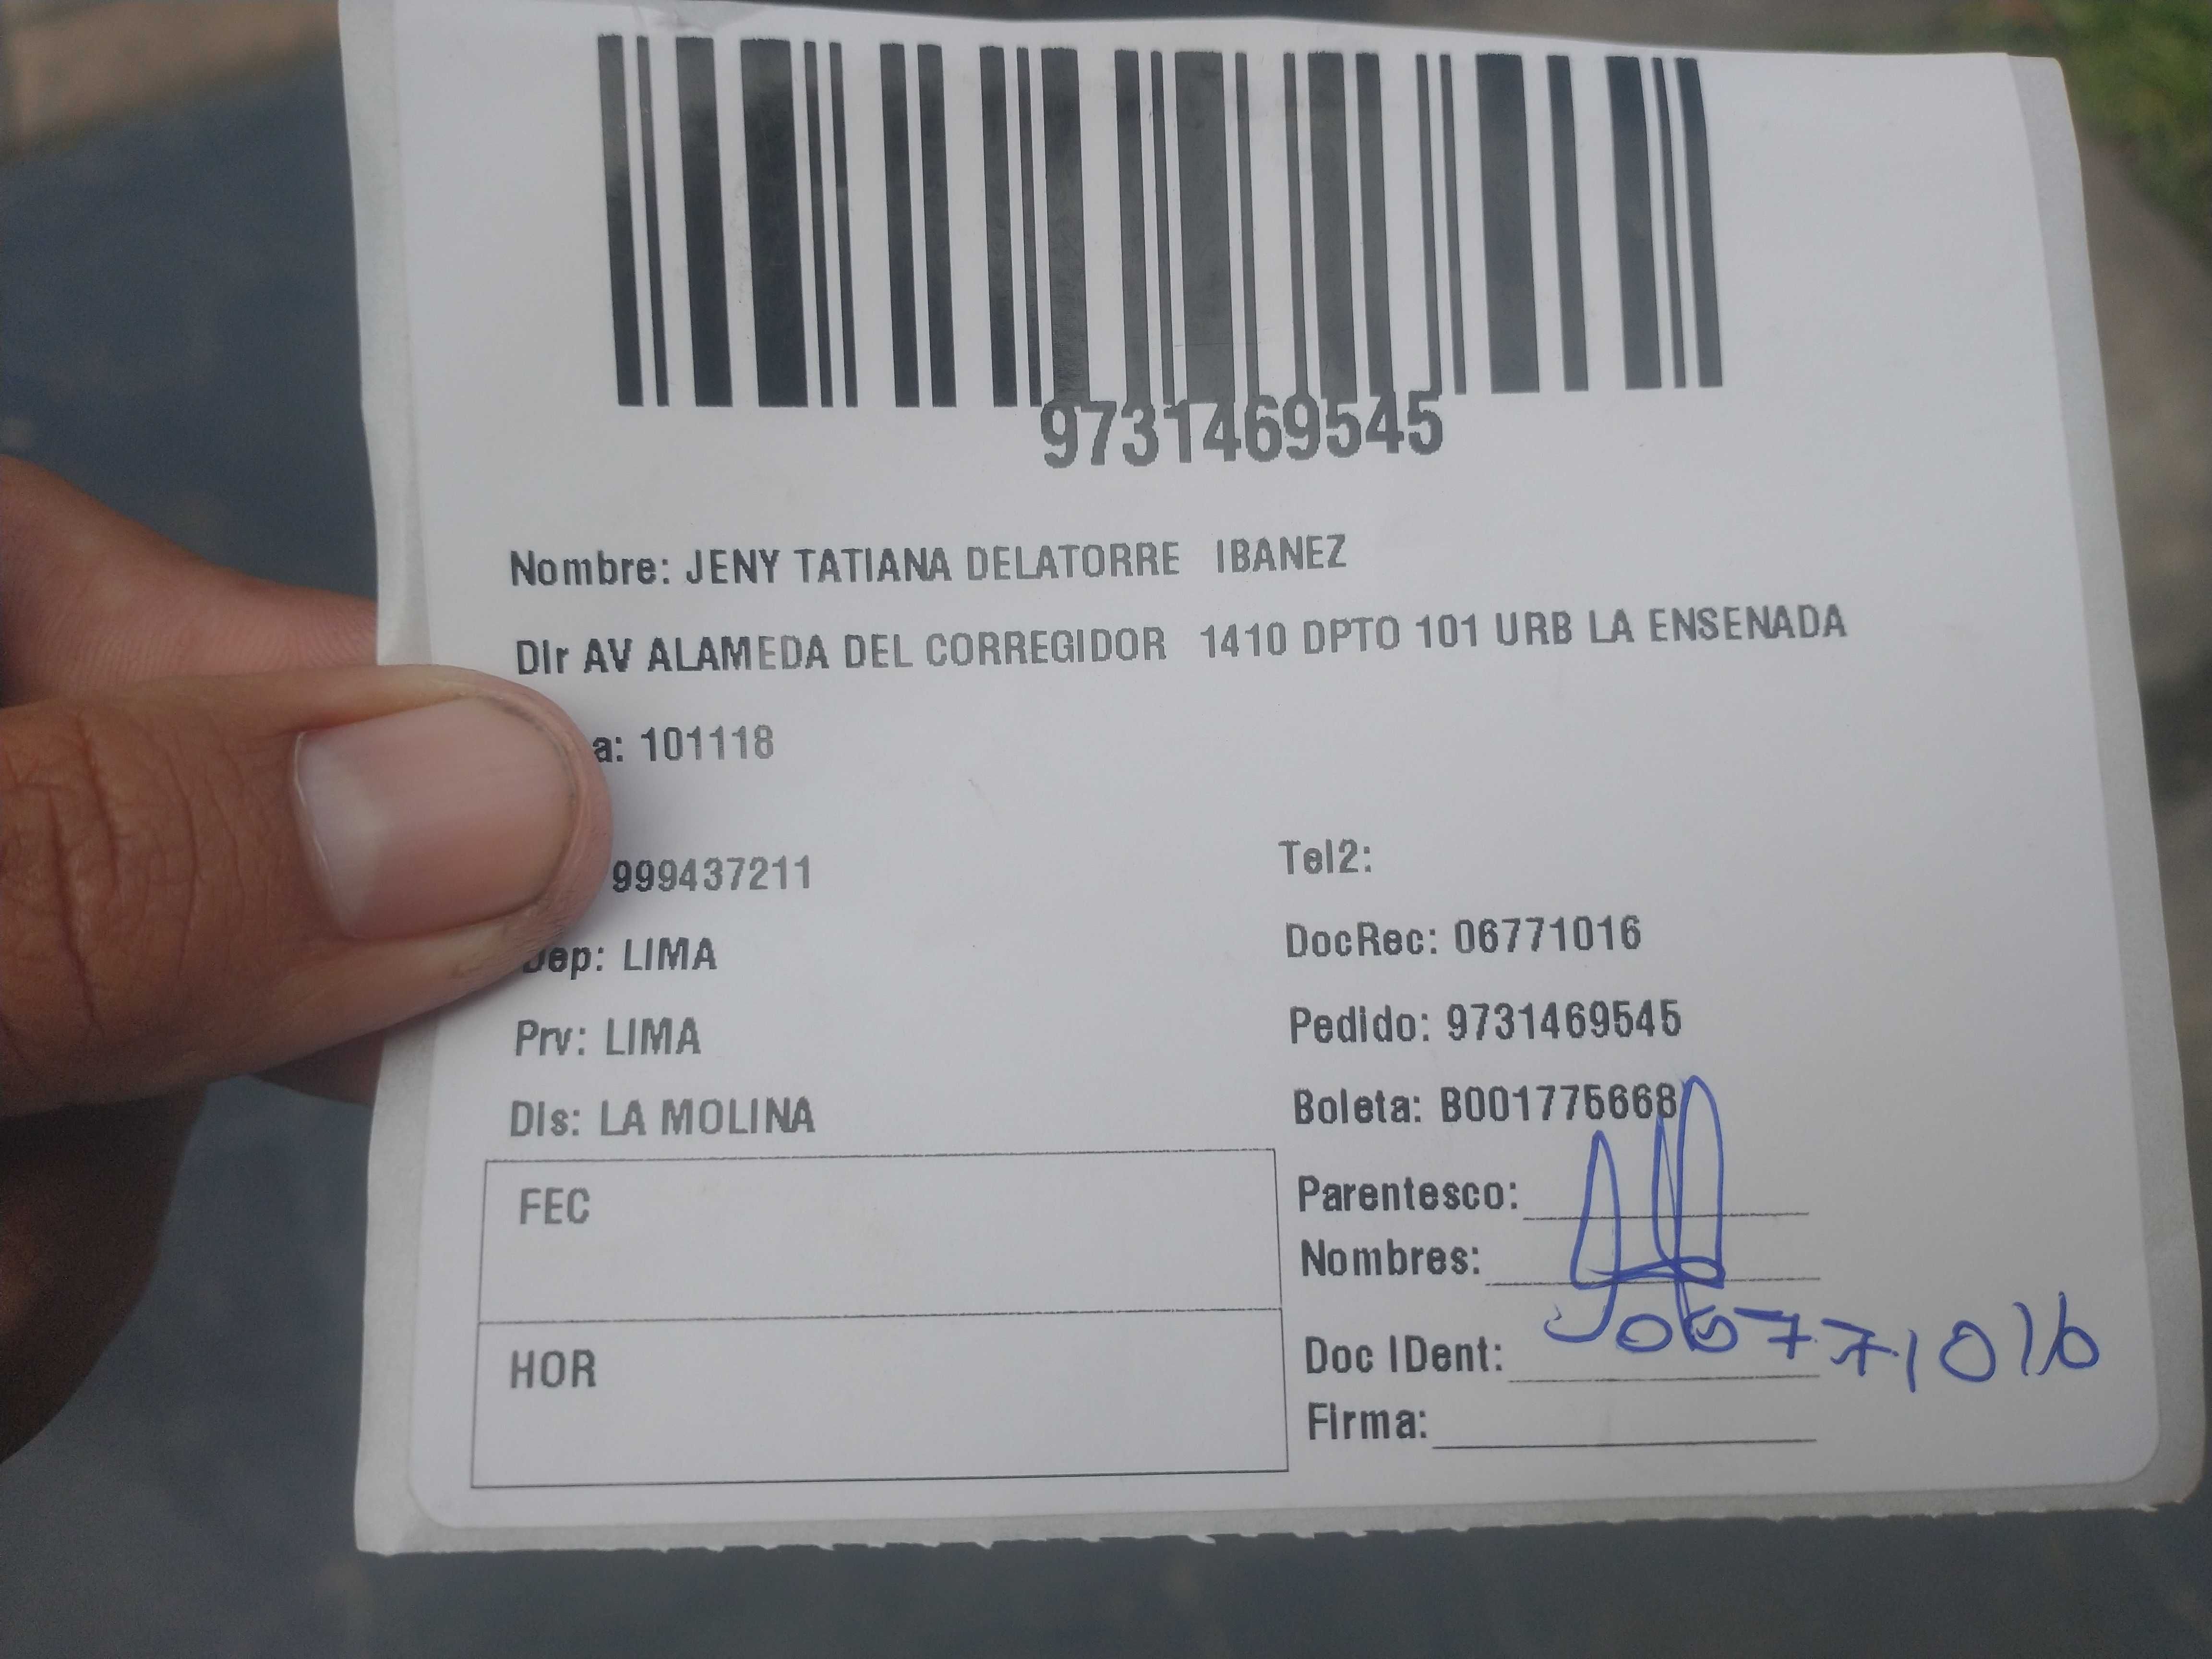 9731469545
Nombre: JENY TATIANA DELATORRE IBANEZ
Dir AV ALAMEDA DEL CORREGIDOR 1410 DPTO 101 URB LA ENSENADA
a: 101118
999437211
Tel2:
Dep: LIMA
DocRec: 06771016
Prv: LIMA
Pedido: 9731469545
Dis: LA MOLINA
Boleta: B001775668
FEC
Parentesco:
Nombres:
HOR
Doc IDent: 06771016
Firma: